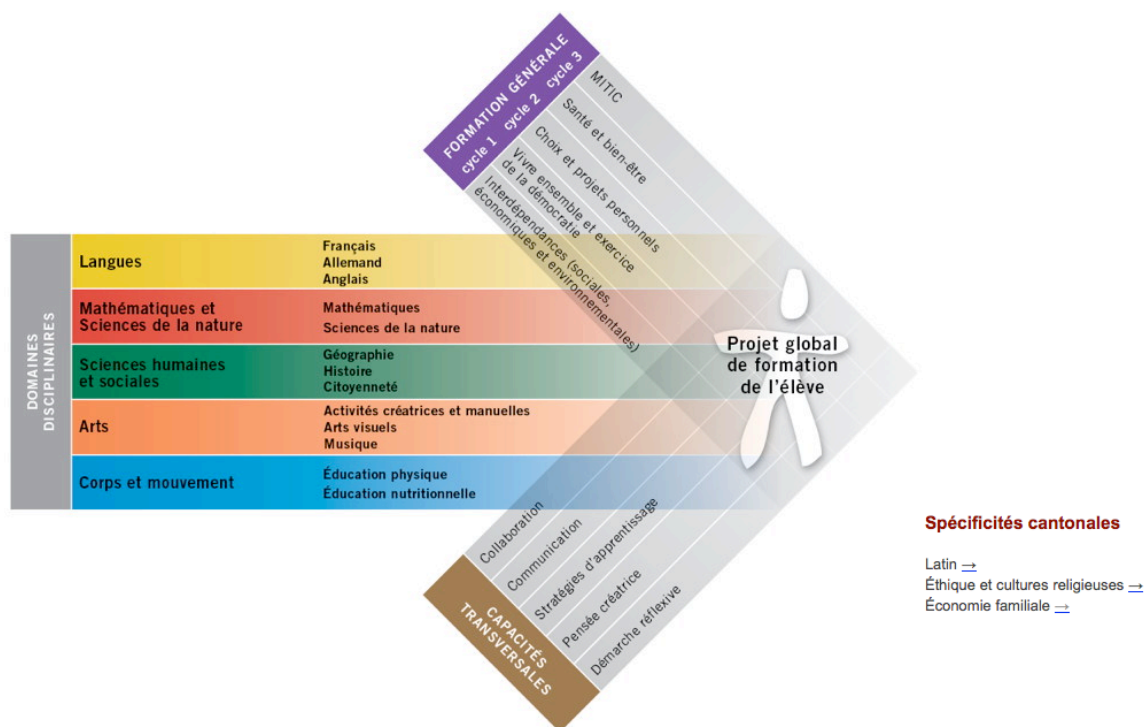 FORMATION GÉNÉRALE
cycle 1 cycle 2 cycle 3
MITIC
Santé et bien-être
Choix et projets personnels
Vivre ensemble et exercice
de la démocratie
Interdépendances (sociales,
économiques et environnementales)
DOMAINES
DISCIPLINAIRES
Langues
Français
Allemand
Anglais
Mathématiques et
Sciences de la nature
Mathématiques
Sciences de la nature
Sciences humaines
et sociales
Géographie
Histoire
Citoyenneté
Arts
Activités créatrices et manuelles
Arts visuels
Musique
Corps et mouvement
Éducation physique
Éducation nutritionnelle
Projet global
de formation
de l'élève
Collaboration
Communication
Stratégies d'apprentissage
Pensée créatrice
Démarche réflexive
CAPACITÉS
TRANSVERSALES
Spécificités cantonales
Latin →
Éthique et cultures religieuses →
Économie familiale →